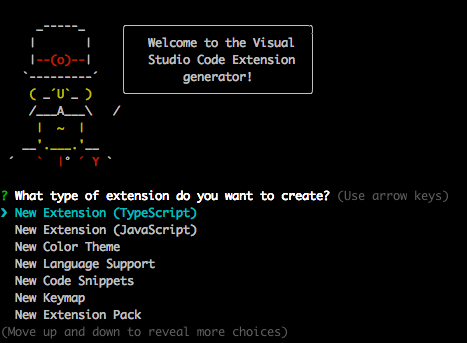 Welcome to the Visual
Studio Code Extension
generator!
? What type of extension do you want to create? (Use arrow keys)
❯ New Extension (TypeScript)
New Extension (JavaScript)
New Color Theme
New Language Support
New Code Snippets
New Keymap
New Extension Pack
(Move up and down to reveal more choices)